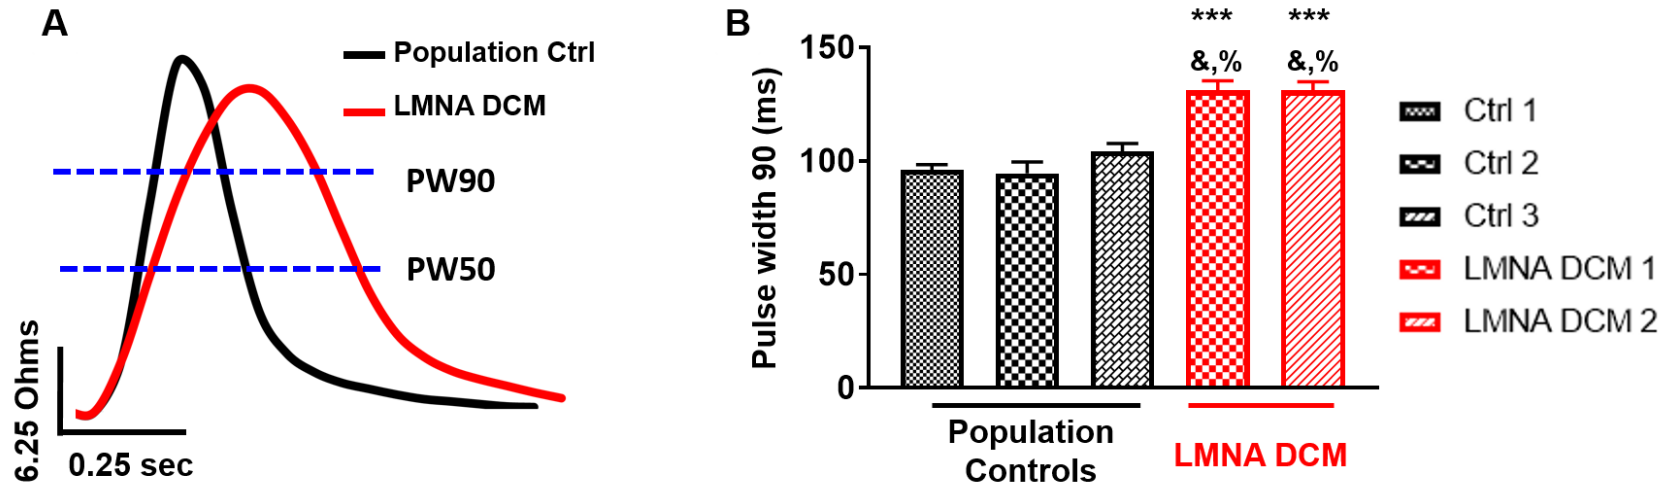 A
Population Ctrl
LMNA DCM
PW90
PW50
6.25 Ohms
0.25 sec
B
Pulse width 90 (ms)
150
100
50
0
*** ***
&,% &,%
Population
Controls
LMNA DCM
Ctrl 1
Ctrl 2
Ctrl 3
LMNA DCM 1
LMNA DCM 2